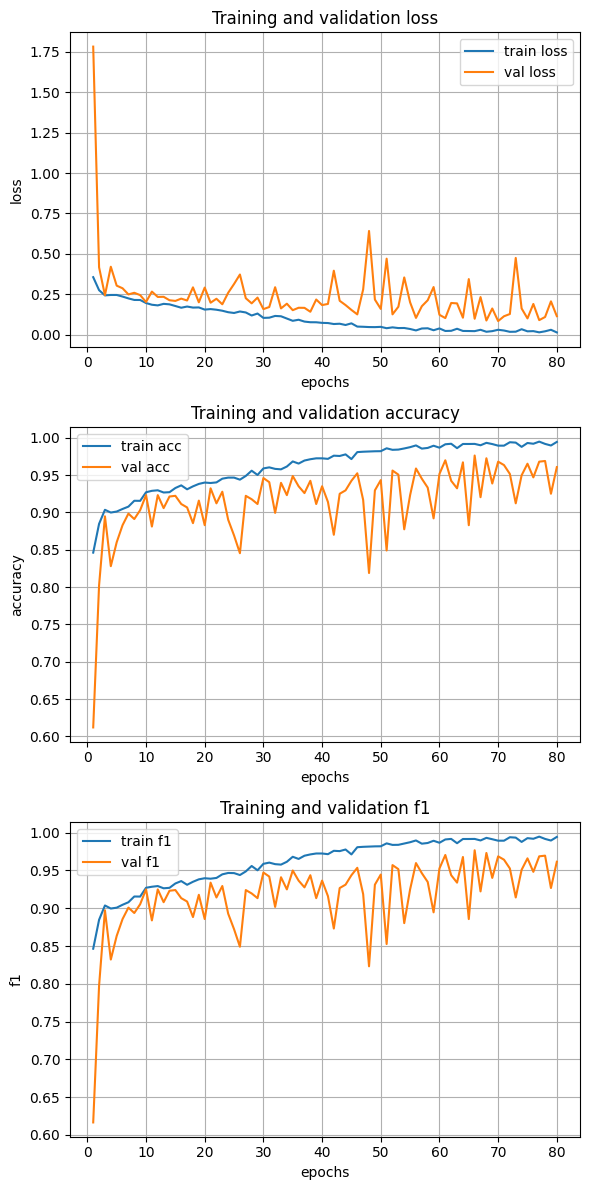 Training and validation loss
train loss
val loss
1.75
1.50
1.25
1.00
0.75
0.50
0.25
0.00
loss
0 10 20 30 40 50 60 70 80
epochs
Training and validation accuracy
train acc
val acc
1.00
0.95
0.90
0.85
0.80
0.75
0.70
0.65
0.60
accuracy
0 10 20 30 40 50 60 70 80
epochs
Training and validation f1
train f1
val f1
1.00
0.95
0.90
0.85
0.80
0.75
0.70
0.65
0.60
f1
0 10 20 30 40 50 60 70 80
epochs